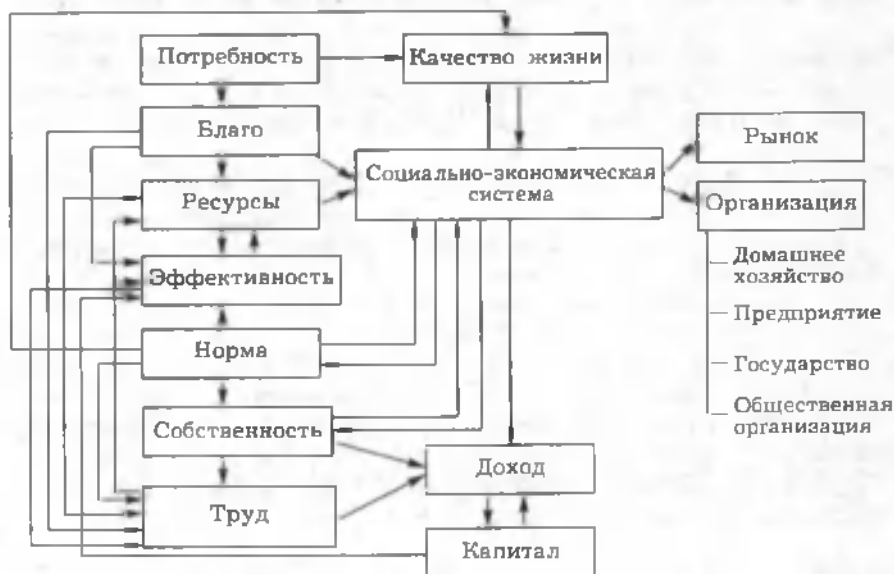 Потребность
Качество жизни
Благо
Рынок
Социально-экономическая
система
Ресурсы
Организация
Эффективность
Домашнее
хозяйство
Предприятие
Норма
Государство
Собственность
Общественная
организация
Доход
Труд
Капитал